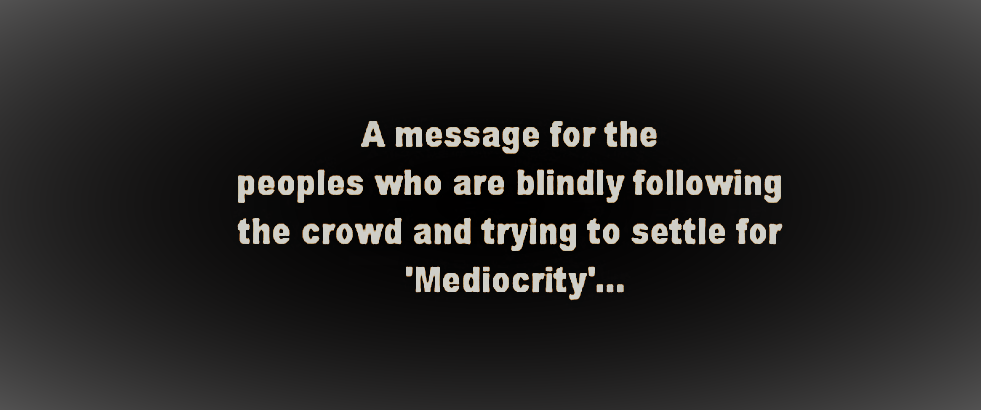 A message for the
peoples who are blindly following
the crowd and trying to settle for
'Mediocrity'...